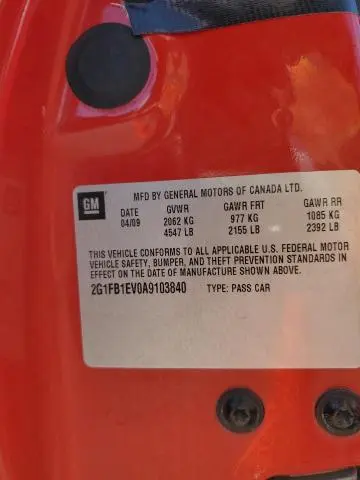 GM
MFD BY GENERAL MOTORS OF CANADA LTD.
DATE GVWR GAWR FRT GAWR RR
04/09 2062 KG 977 KG 1085 KG
4547 LB 2155 LB 2392 LB
THIS VEHICLE CONFORMS TO ALL APPLICABLE U.S. FEDERAL MOTOR
VEHICLE SAFETY, BUMPER, AND THEFT PREVENTION STANDARDS IN
EFFECT ON THE DATE OF MANUFACTURE SHOWN ABOVE.
2G1FB1EV0A9103840 TYPE: PASS CAR